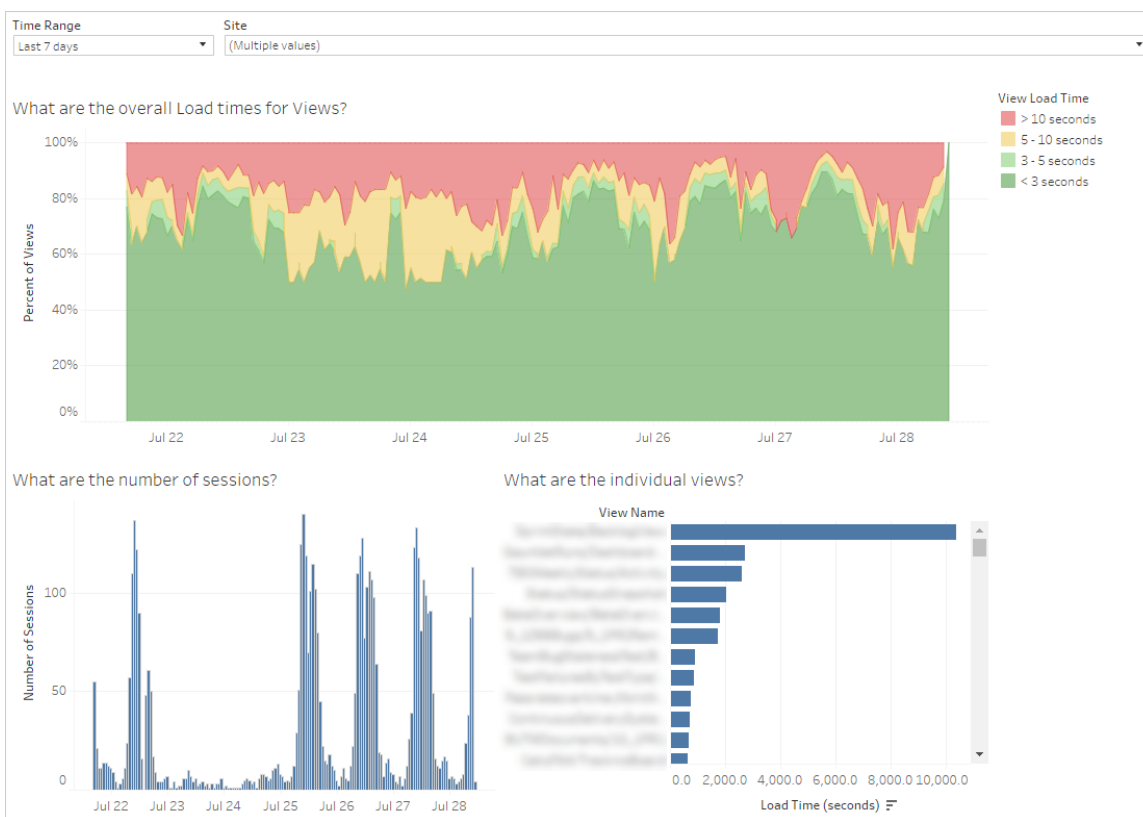 Time Range
Site
Last 7 days
(Multiple values)
What are the overall Load times for Views?
View Load Time
> 10 seconds
5 - 10 seconds
3 - 5 seconds
< 3 seconds
Percent of Views
100%
80%
60%
40%
20%
0%
Jul 22 Jul 23 Jul 24 Jul 25 Jul 26 Jul 27 Jul 28
What are the number of sessions?
Number of Sessions
100
50
0
Jul 22 Jul 23 Jul 24 Jul 25 Jul 26 Jul 27 Jul 28
What are the individual views?
View Name
0.0 2,000.0 4,000.0 6,000.0 8,000.0 10,000.0
Load Time (seconds)